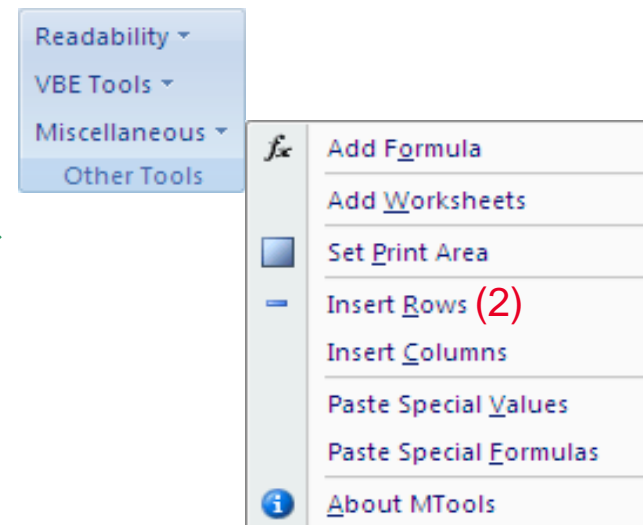 Readability
VBE Tools
Miscellaneous
Other Tools
fx Add Formula
Add Worksheets
Set Print Area
Insert Rows (2)
Insert Columns
Paste Special Values
Paste Special Formulas
About MTools